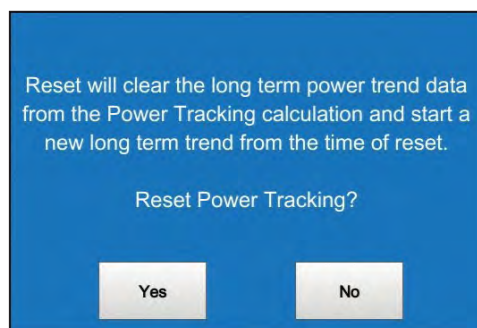 Reset will clear the long term power trend data
from the Power Tracking calculation and start a
new long term trend from the time of reset.
Reset Power Tracking?
Yes
No